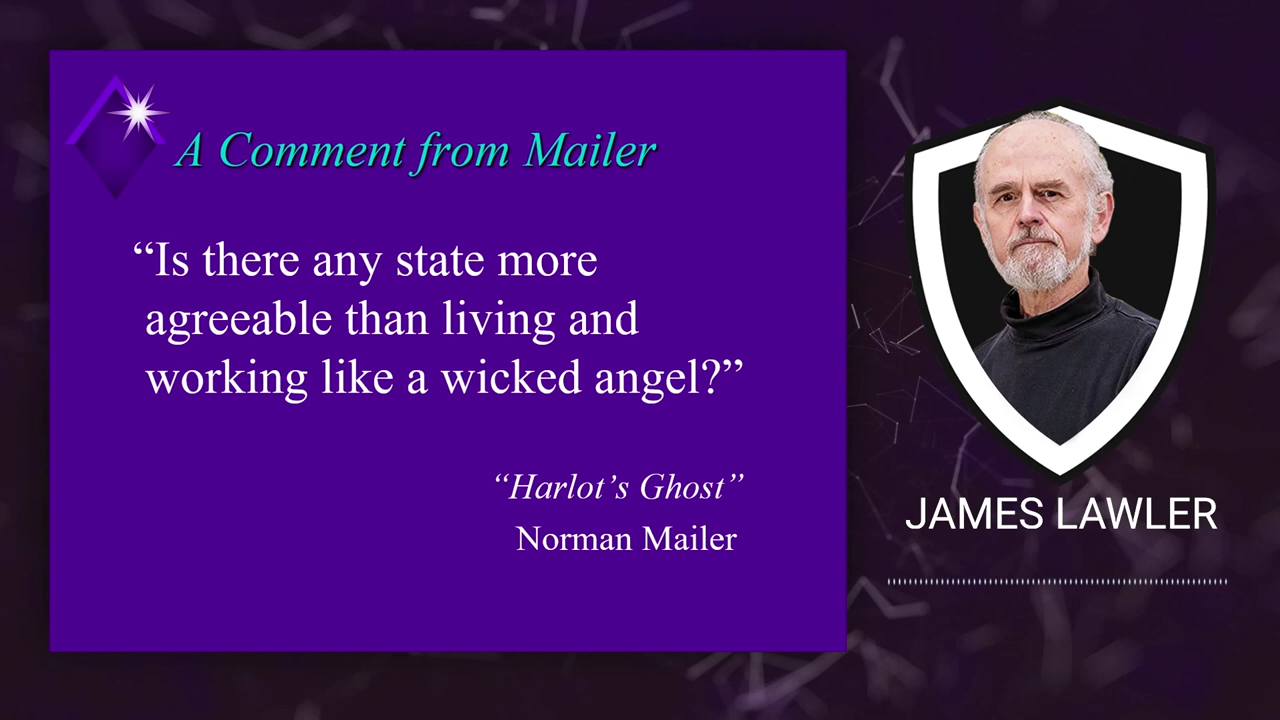 A Comment from Mailer
“Is there any state more
agreeable than living and
working like a wicked angel?”
“Harlot’s Ghost”
Norman Mailer
JAMES LAWLER